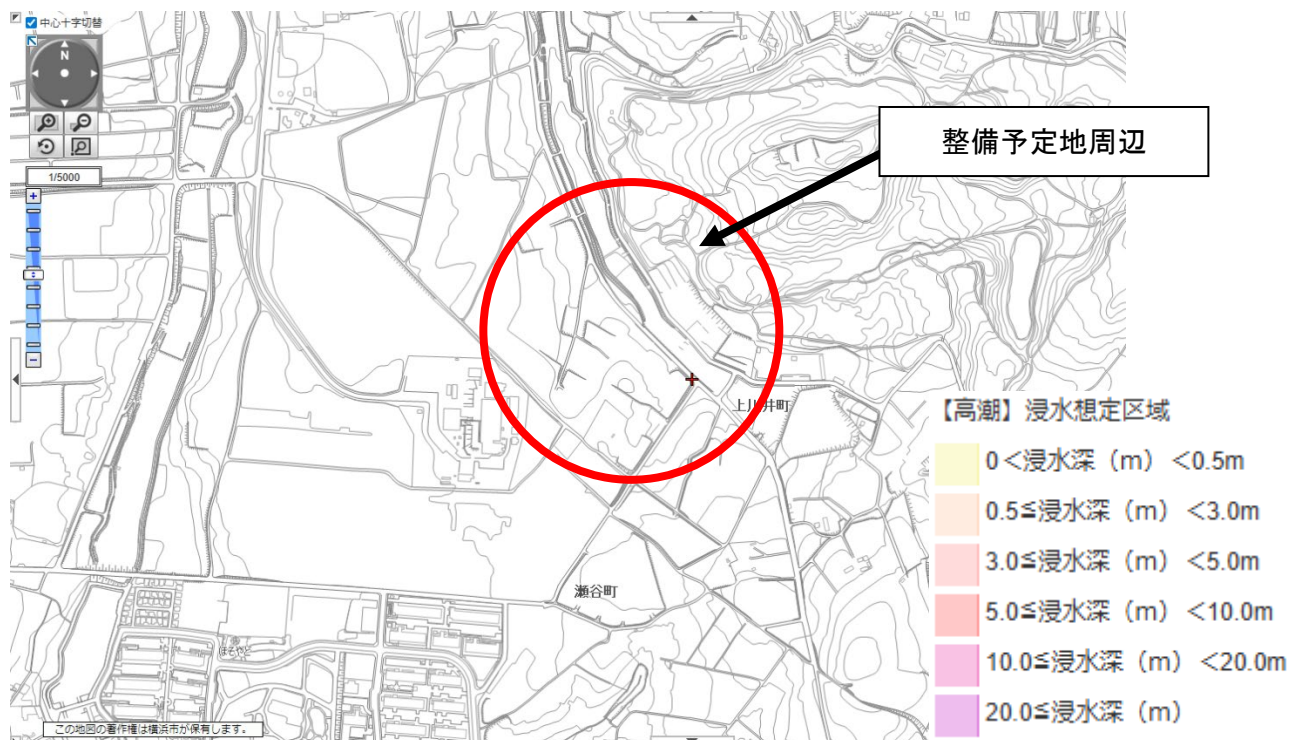 中心十字切替
N
1/5000
整備予定地周辺
上川井町
瀬谷町
ほそやと
この地図の著作権は横浜市が保有します。
【高潮】浸水想定区域
0＜浸水深（m）＜0.5m
0.5≦浸水深（m）＜3.0m
3.0≦浸水深（m）＜5.0m
5.0≦浸水深（m）＜10.0m
10.0≦浸水深（m）＜20.0m
20.0≦浸水深（m）